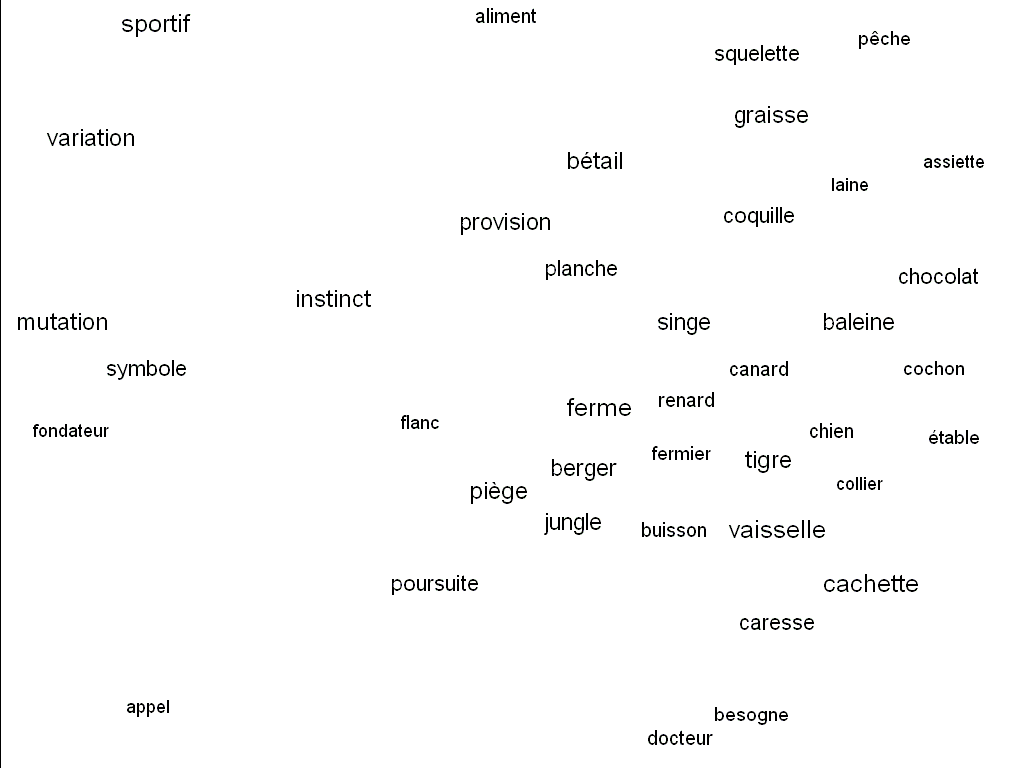 aliment
sportif
pêche
squelette
graisse
variation
bétail
assiette
laine
coquille
provision
planche
chocolat
instinct
mutation
singe
baleine
symbole
canard
cochon
renard
ferme
flanc
fondateur
chien
étable
fermier
tigre
berger
collier
piège
jungle
buisson
vaisselle
poursuite
cachette
caresse
appel
besogne
docteur